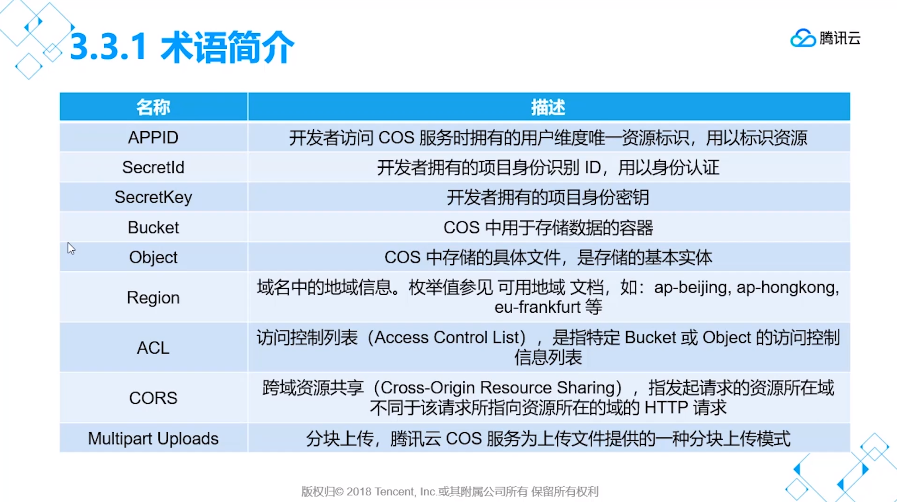 3.3.1 术语简介
腾讯云
名称 描述
APPID 开发者访问 COS 服务时拥有的用户维度唯一资源标识，用以标识资源
SecretId 开发者拥有的项目身份识别 ID，用以身份认证
SecretKey 开发者拥有的项目身份密钥
Bucket COS 中用于存储数据的容器
Object COS 中存储的具体文件，是存储的基本实体
Region 域名中的地域信息。枚举值参见 可用地域 文档，如：ap-beijing, ap-hongkong,
eu-frankfurt 等
ACL 访问控制列表（Access Control List），是指特定 Bucket 或 Object 的访问控制
信息列表
CORS 跨域资源共享（Cross-Origin Resource Sharing），指发起请求的资源所在域
不同于该请求所指向资源所在的域的 HTTP 请求
Multipart Uploads 分块上传，腾讯云 COS 服务为上传文件提供的一种分块上传模式
版权归© 2018 Tencent, Inc.或其附属公司所有 保留所有权利